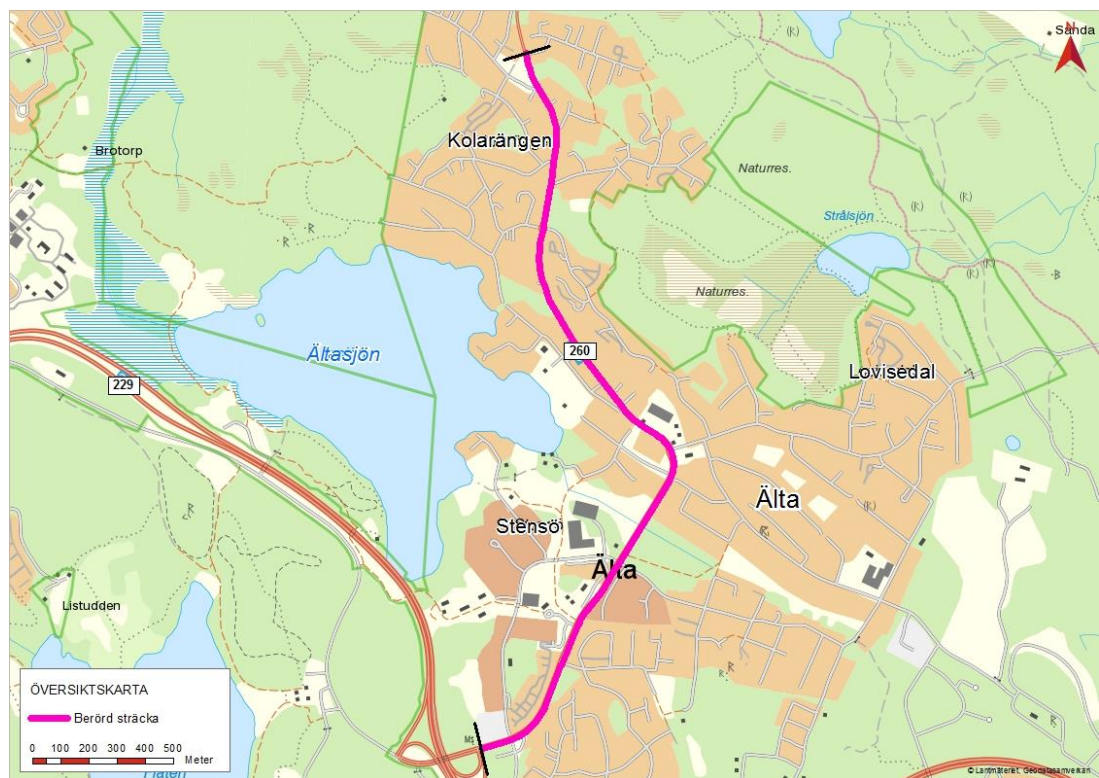 Sanda
(R)
Kolarängen
Brotorp
Naturres.
Strålsjön
(R)
(R)
R
R
(R)
(R)
B
Naturres.
Ältasjön
260
229
Lovisedal
Älta
(R)
Stensö
R
R
Älta
Listudden
R
R
ÖVERSIKTSKARTA
Berörd sträcka
0 100 200 300 400 500
Meter
© Lantmäteriet, Geodatasamverkan